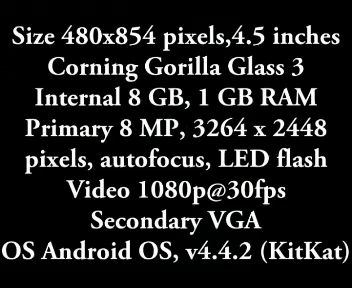 Size 480x854 pixels,4.5 inches
Corning Gorilla Glass 3
Internal 8 GB, 1 GB RAM
Primary 8 MP, 3264 x 2448
pixels, autofocus, LED flash
Video 1080p@30fps
Secondary VGA
OS Android OS, v4.4.2 (KitKat)